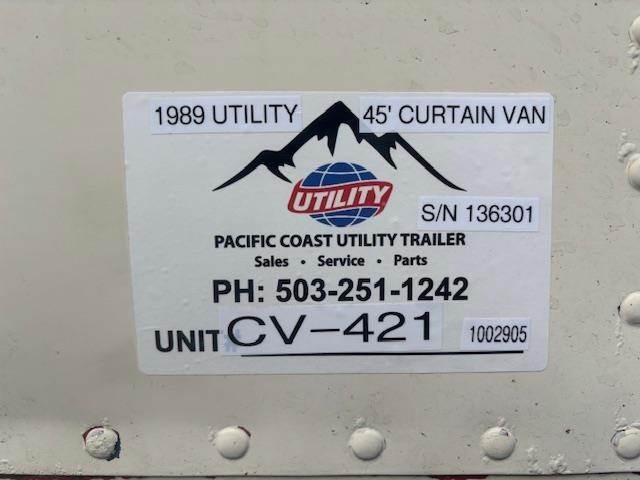 1989 UTILITY
45' CURTAIN VAN
UTILITY
S/N 136301
PACIFIC COAST UTILITY TRAILER
Sales • Service • Parts
PH: 503-251-1242
UNIT# CV-421 1002905